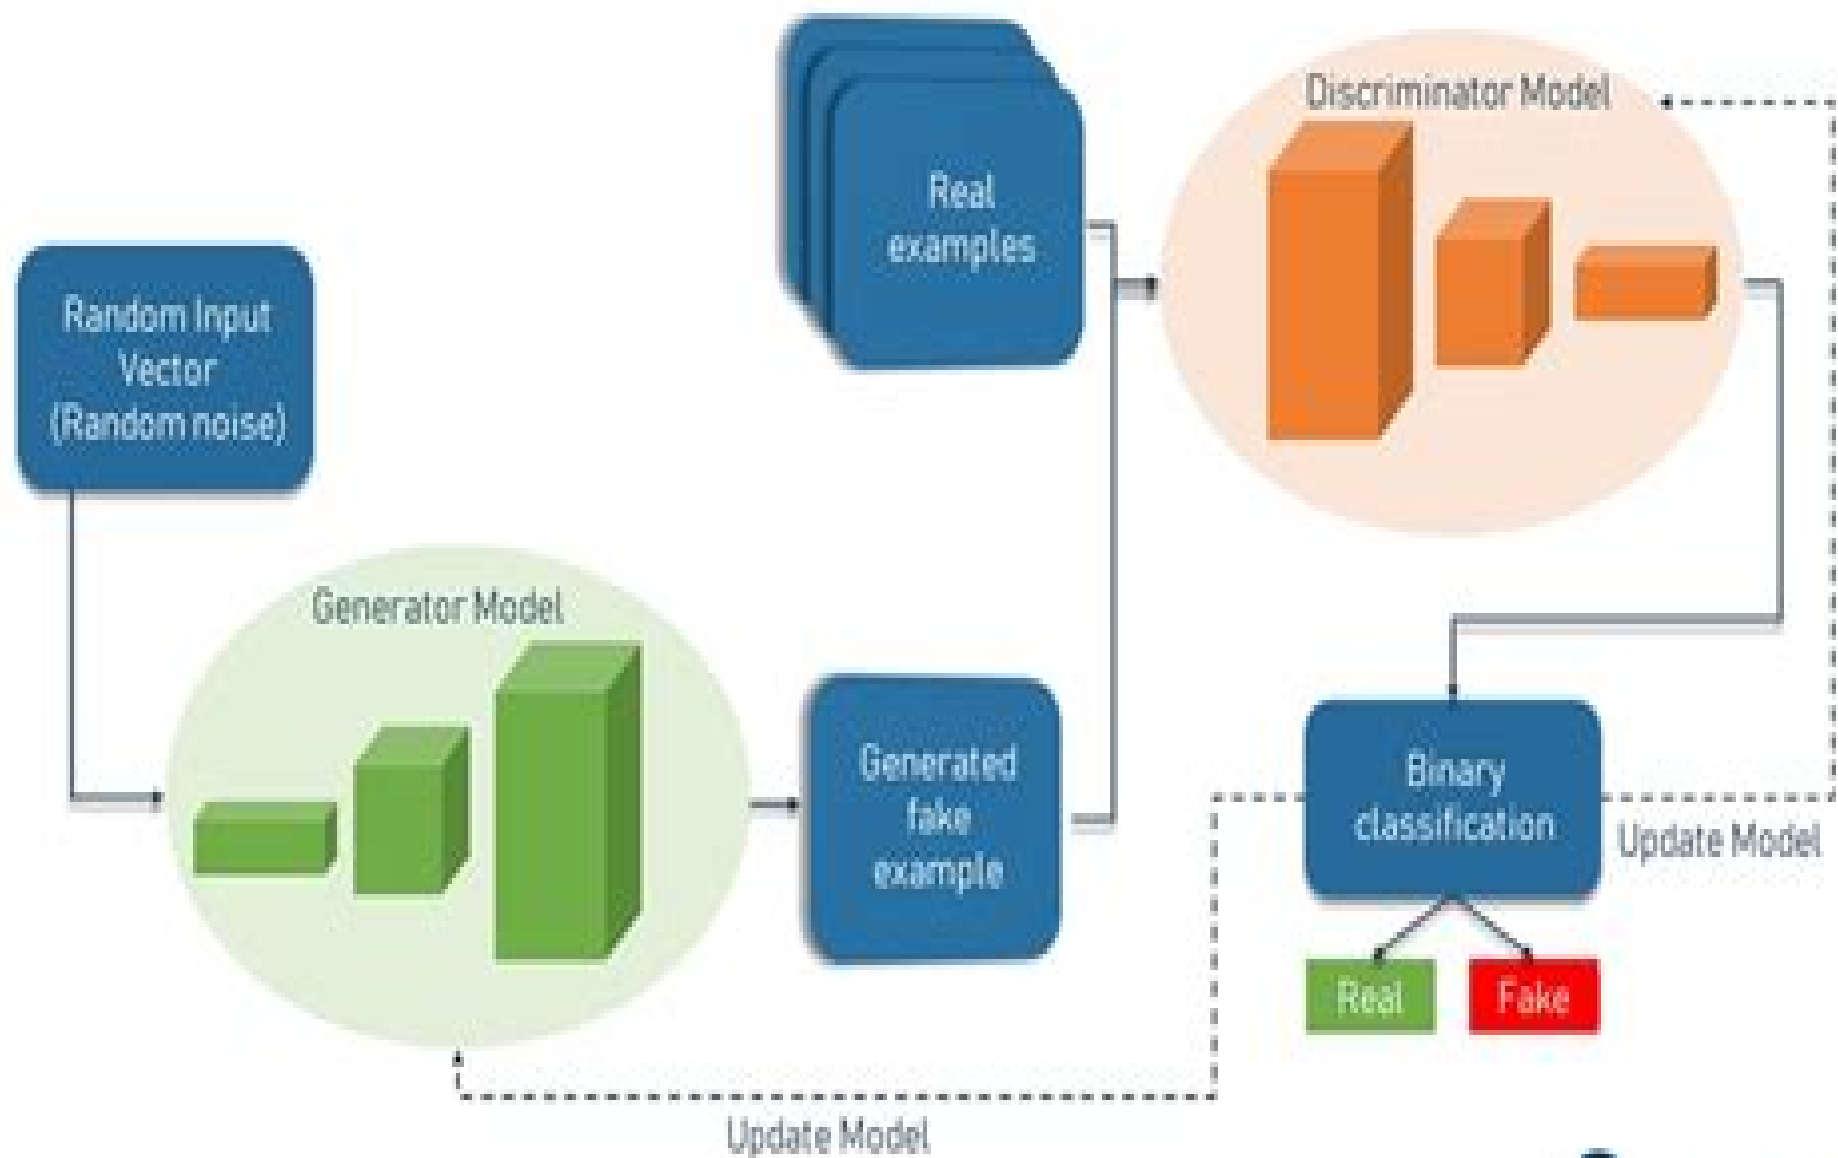 Real
examples
Discriminator Model
Random Input
Vector
(Random noise)
Generator Model
Generated
fake
example
Binary
classification
Update Model
Real
Fake
Update Model